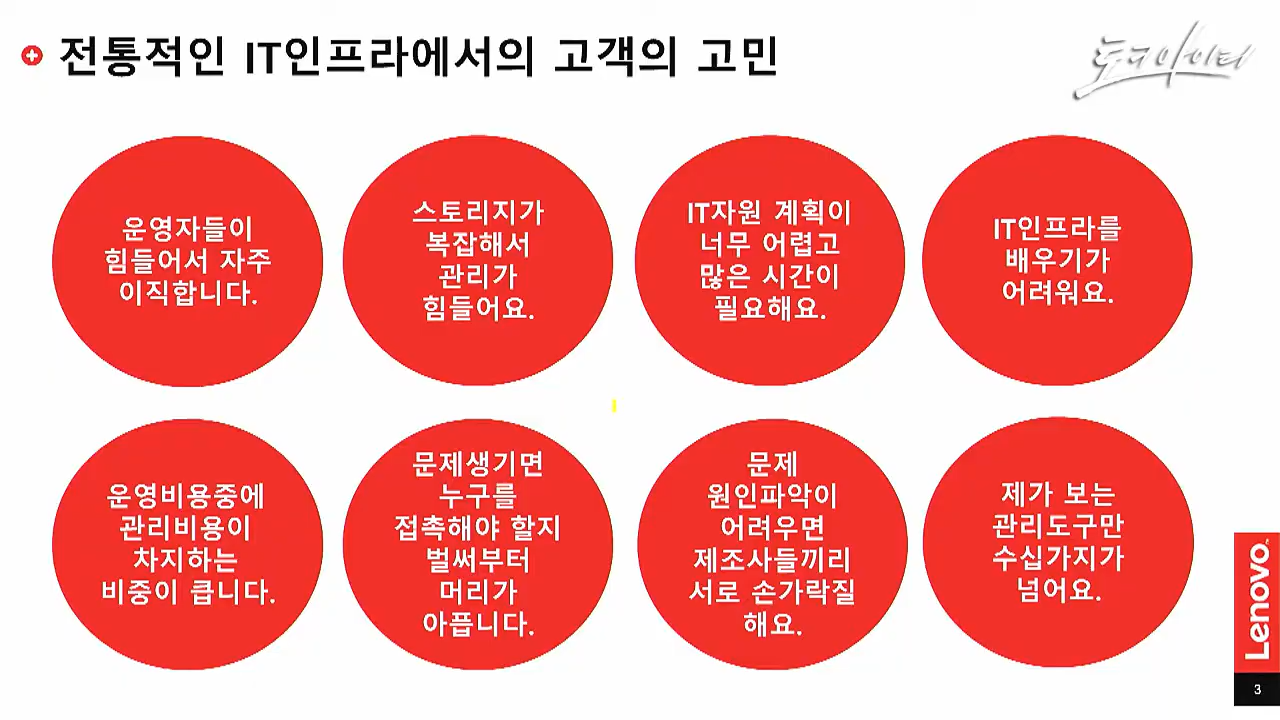 전통적인 IT인프라에서의 고객의 고민
토크아이티
운영자들이
힘들어서 자주
이직합니다.
스토리지가
복잡해서
관리가
힘들어요.
IT자원 계획이
너무 어렵고
많은 시간이
필요해요.
IT인프라를
배우기가
어려워요.
운영비용중에
관리비용이
차지하는
비중이 큽니다.
문제생기면
누구를
접촉해야 할지
벌써부터
머리가
아픕니다.
문제
원인파악이
어려우면
제조사들끼리
서로 손가락질
해요.
제가 보는
관리도구만
수십가지가
넘어요.
Lenovo
3